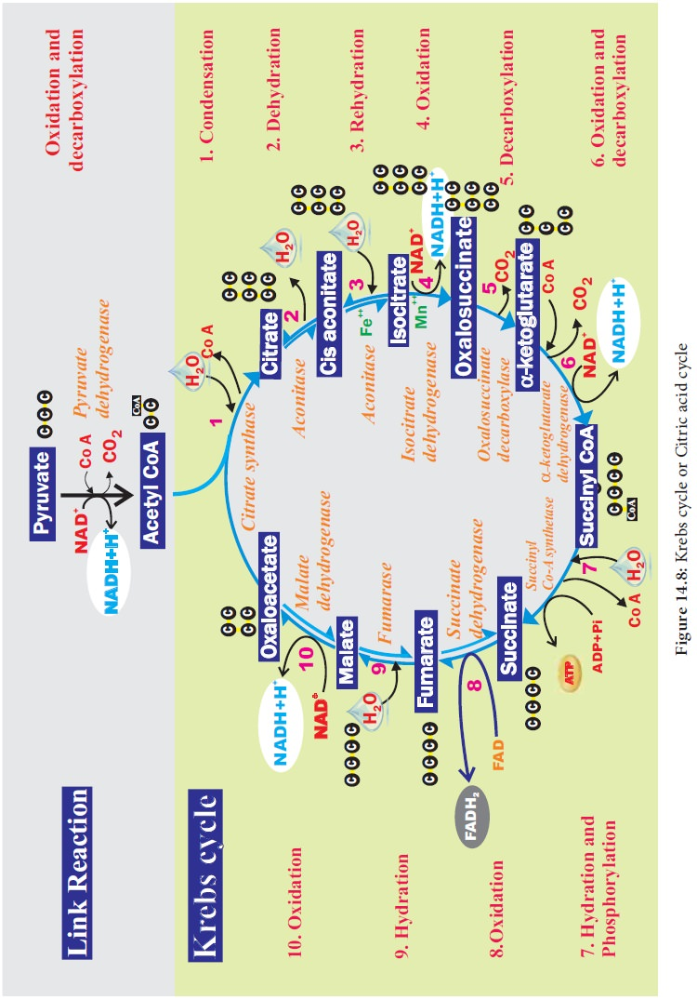 Link Reaction
Pyruvate
C C C
NAD+
Co A
CO2
NADH+H+
Pyruvate
dehydrogenase
Acetyl CoA
C C
CoA
Oxidation and
decarboxylation
Krebs cycle
1. Condensation
2. Dehydration
3. Rehydration
4. Oxidation
5. Decarboxylation
6. Oxidation and
decarboxylation
7. Hydration and
Phosphorylation
8.Oxidation
9. Hydration
10. Oxidation
H2O
Co A
1
Citrate synthase
Citrate
C C C
C C C
2
H2O
Aconitase
Cis aconitate
C C C
C C C
3
H2O
Fe++
Aconitase
Isocitrate
C C C
C C C
4
NAD+
NADH+H+
Mn++
Isocitrate
dehydrogenase
Oxalosuccinate
C C C
C C C
5
CO2
Oxalosuccinate
decarboxylase
α-ketoglutarate
C C
C C C
Co A
CO2
6
NAD+
NADH+H+
α-ketogluarate
dehydrogenase
Succinyl CoA
C C C C
CoA
7
H2O
Co A
ADP+Pi
ATP
Succinyl
Co-A synthetase
Succinate
C C C C
8
FAD
FADH2
Succinate
dehydrogenase
Fumarate
C C C C
9
H2O
Fumarase
Malate
C C C C
10
NAD+
NADH+H+
Malate
dehydrogenase
Oxaloacetate
C C
C C
Figure 14.8: Krebs cycle or Citric acid cycle